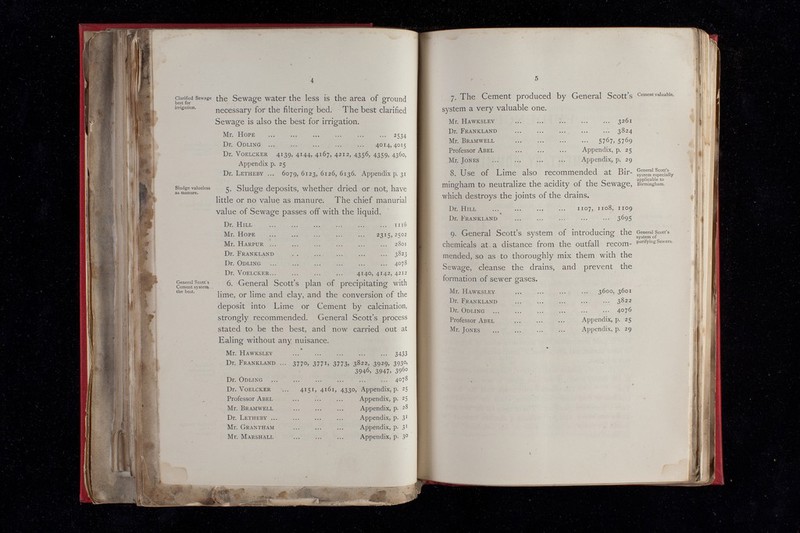 4
Clarified Sewage
best for
irrigation.
the Sewage water the less is the area of ground
necessary for the filtering bed. The best clarified
Sewage is also the best for irrigation.
Mr. Hope ... ... ... ... ... ... 2534
Dr. Odling ... ... ... ... ... 4014, 4015
Dr. Voelcker 4139, 4144, 4167, 4212, 4356, 4359, 4360,
Appendix p. 25
Dr. Letheby ... 6079, 6123, 6126, 6136. Appendix p. 31
Sludge valueless
as manure.
5. Sludge deposits, whether dried or not, have
little or no value as manure. The chief manurial
value of Sewage passes off with the liquid.
Dr. Hill ... ... ... ... ... ... 1118
Mr. Hope ... ... ... ... ... 2315, 2502
Mr. Harpur ... ... ... ... ... ... 2801
Dr. Frankland ... ... ... ... ... 3823
Dr. Odling ... ... ... ... ... ... 4078
Dr. Voelcker... ... ... ... 4140, 4142, 4211
General Scott's
Cement system
the best.
6. General Scott's plan of precipitating with
lime, or lime and clay, and the conversion of the
deposit into Lime or Cement by calcination,
strongly recommended. General Scott's process
stated to be the best, and now carried out at
Ealing without any nuisance.
Mr. Hawksley ... ... ... ... ... 3433
Dr. Frankland ... 3770, 3771, 3773, 3822, 3929, 3930,
3946, 3947, 3960
Dr. Odling ... ... ... ... ... ... 4078
Dr. Voelcker ... 4151, 4161, 4330, Appendix, p. 25
Professor Abel ... ... ... Appendix, p. 25
Mr. Bramwell ... ... ... Appendix, p. 28
Dr. Letheby ... ... ... ... Appendix, p. 31
Mr. Grantham ... ... ... Appendix, p. 31
Mr. Marshall ... ... ... Appendix, p. 30
5
7. The Cement produced by General Scott's
system a very valuable one.
Cement valuable.
Mr. Hawksley ... ... ... ... ... 3261
Dr. Frankland ... ... ... ... ... 3824
Mr. Bramwell ... ... ... ... 5767, 5769
Professor Abel ... ... ... Appendix, p. 25
Mr. Jones ... ... ... ... Appendix, p. 29
8. Use of Lime also recommended at Bir-
mingham to neutralize the acidity of the Sewage,
which destroys the joints of the drains.
General Scott's
system especially
applicable to
Birmingham.
Dr. Hill ... ... ... ... 1107, 1108, 1109
Dr. Frankland ... ... ... ... ... 3695
9. General Scott's system of introducing the
chemicals at a distance from the outfall recom-
mended, so as to thoroughly mix them with the
Sewage, cleanse the drains, and prevent the
formation of sewer gases.
General Scott's
system of
purifying Sewers.
Mr. Hawksley ... ... ... ... 3600, 3601
Dr. Frankland ... ... ... ... ... 3822
Dr. Odling ... ... ... ... ... ... 4076
Professor Abel ... ... ... Appendix, p. 25
Mr. Jones ... ... ... ... Appendix, p. 29